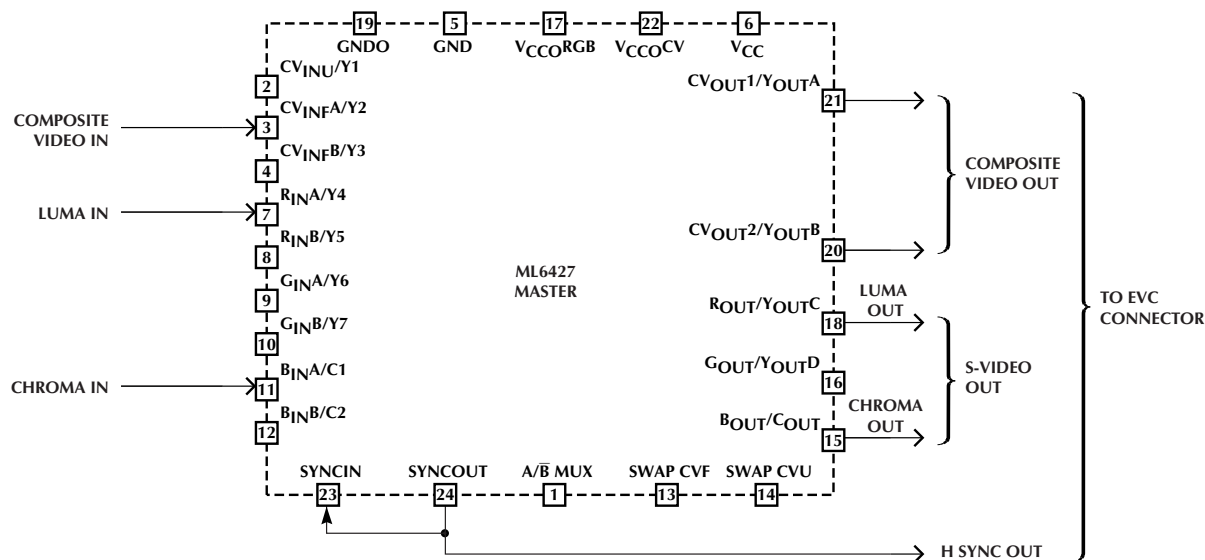 19 5 17 22 6
GNDO GND VCCORGB VCCOCV VCC
CVINU/Y1
2
CVOUT1/YOUTA
21
COMPOSITE
VIDEO IN
CVINFA/Y2
3
CVINFB/Y3
4
COMPOSITE
VIDEO OUT
LUMA IN
RINA/Y4
7
RINB/Y5
8
CVOUT2/YOUTB
20
GINA/Y6
9
ML6427
MASTER
ROUT/YOUTC
18
LUMA
OUT
TO EVC
CONNECTOR
GINB/Y7
10
GOUT/YOUTD
16
S-VIDEO
OUT
CHROMA IN
BINA/C1
11
BINB/C2
12
BOUT/COUT
15
CHROMA
OUT
SYNCIN SYNCOUT A/B̅ MUX SWAP CVF SWAP CVU
23 24 1 13 14
H SYNC OUT